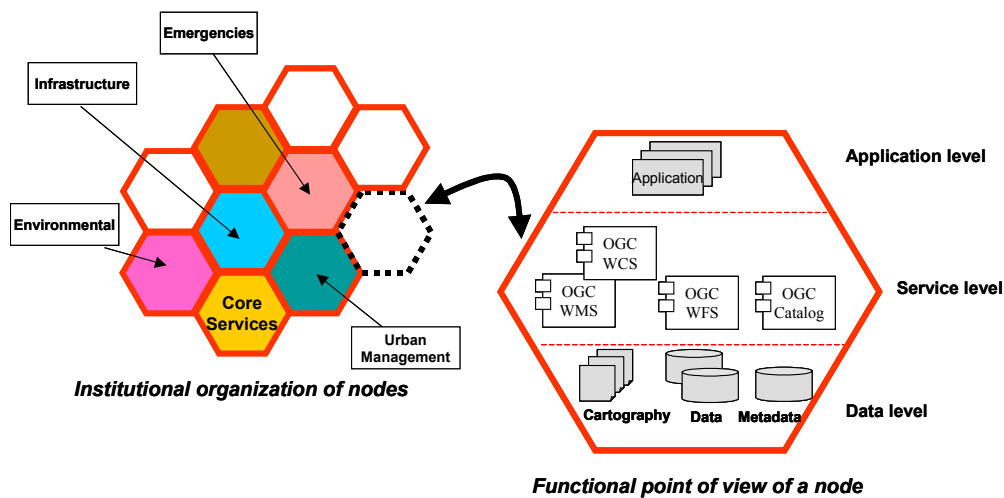 Emergencies
Infrastructure
Environmental
Core
Services
Urban
Management
Institutional organization of nodes
Application level
Application
Service level
OGC
WCS
OGC
WMS
OGC
WFS
OGC
Catalog
Data level
Cartography
Data
Metadata
Functional point of view of a node